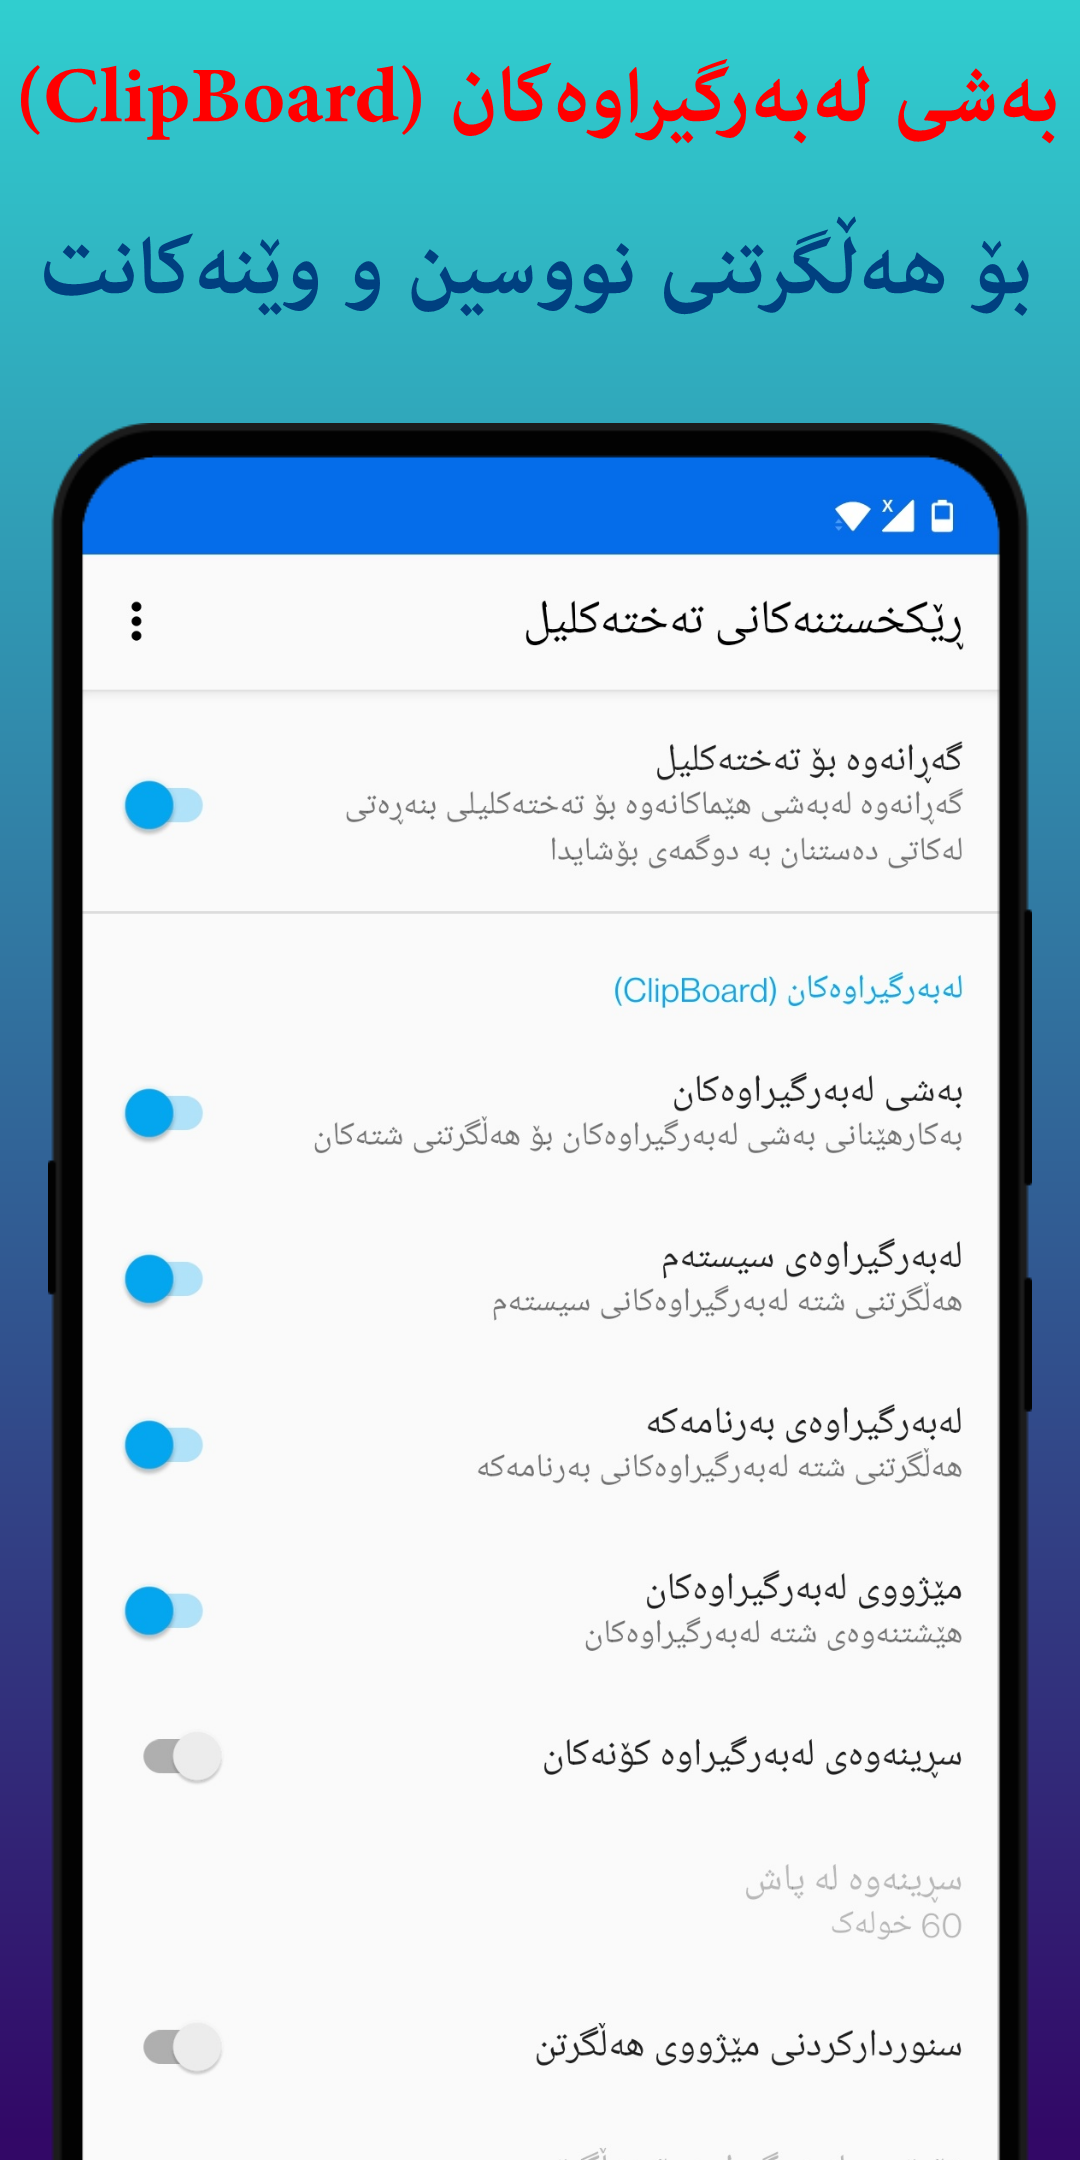 بەشی لەبەرگیراوەکان (ClipBoard)
بۆ هەڵگرتنی نووسین و وێنەکانت
ڕێکخستنەکانی تەختەکلیل
گەڕانەوە بۆ تەختەکلیل
گەڕانەوە لەبەشی هێماکانەوە بۆ تەختەکلیلی بنەڕەتی
لەکاتی دەستنان بە دوگمەی بۆشایدا
لەبەرگیراوەکان (ClipBoard)
بەشی لەبەرگیراوەکان
بەکارهێنانی بەشی لەبەرگیراوەکان بۆ هەڵگرتنی شتەکان
لەبەرگیراوەی سیستەم
هەڵگرتنی شتە لەبەرگیراوەکانی سیستەم
لەبەرگیراوەی بەرنامەکە
هەڵگرتنی شتە لەبەرگیراوەکانی بەرنامەکە
مێژووی لەبەرگیراوەکان
هێشتنەوەی شتە لەبەرگیراوەکان
سڕینەوەی لەبەرگیراوە کۆنەکان
سڕینەوە لە پاش
60 خولەک
سنوردارکردنی مێژووی هەڵگرتن